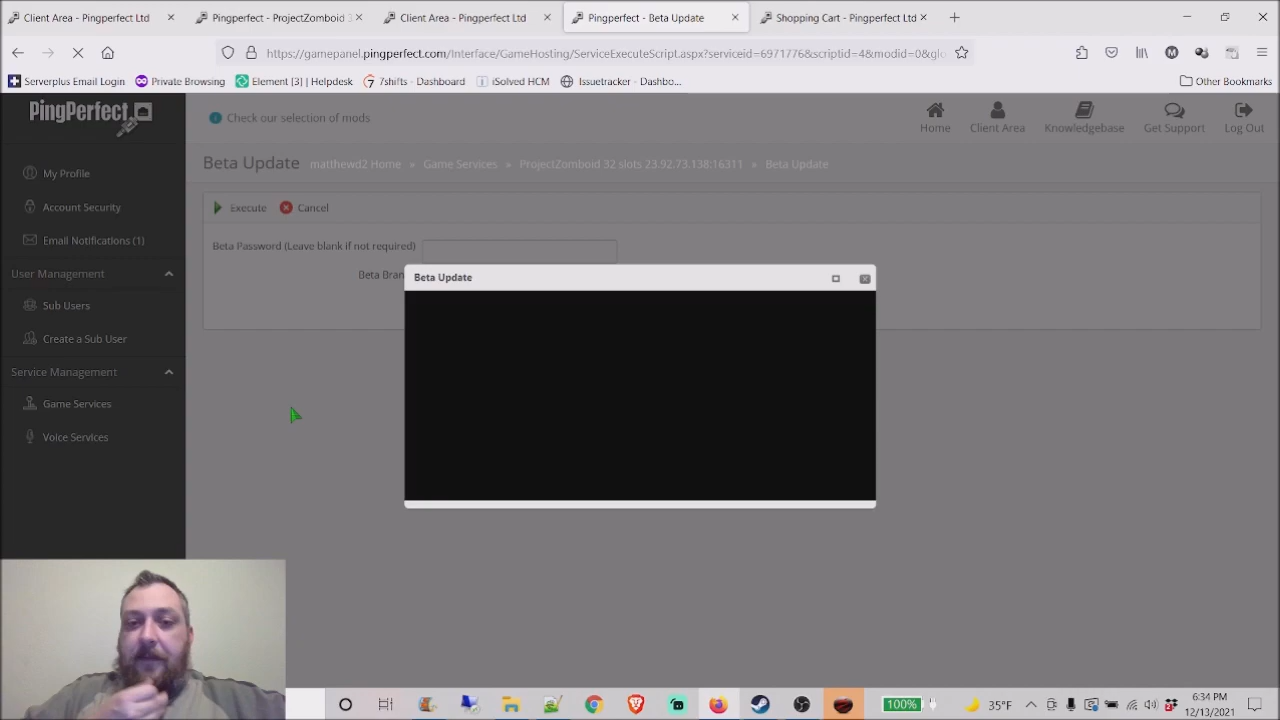 Client Area - Pingperfect Ltd
Pingperfect - ProjectZomboid 3
Client Area - Pingperfect Ltd
Pingperfect - Beta Update
Shopping Cart - Pingperfect Ltd
https://gamepanel.pingperfect.com/Interface/GameHosting/ServiceExecuteScript.aspx?serviceid=6971776&scriptid=4&modid=0&glo
Serverplus Email Login
Private Browsing
Element [3] | Helpdesk
7shifts - Dashboard
iSolved HCM
Issuetracker - Dashbo...
Other Bookmarks
PingPerfect
Check our selection of mods
Home
Client Area
Knowledgebase
Get Support
Log Out
Beta Update
matthewd2 Home » Game Services » ProjectZomboid 32 slots 23.92.73.138:16311 » Beta Update
My Profile
Account Security
Email Notifications (1)
User Management
Sub Users
Create a Sub User
Service Management
Game Services
Voice Services
Execute
Cancel
Beta Password (Leave blank if not required)
Beta Bran
Beta Update
100%
35°F
6:34 PM
12/13/2021